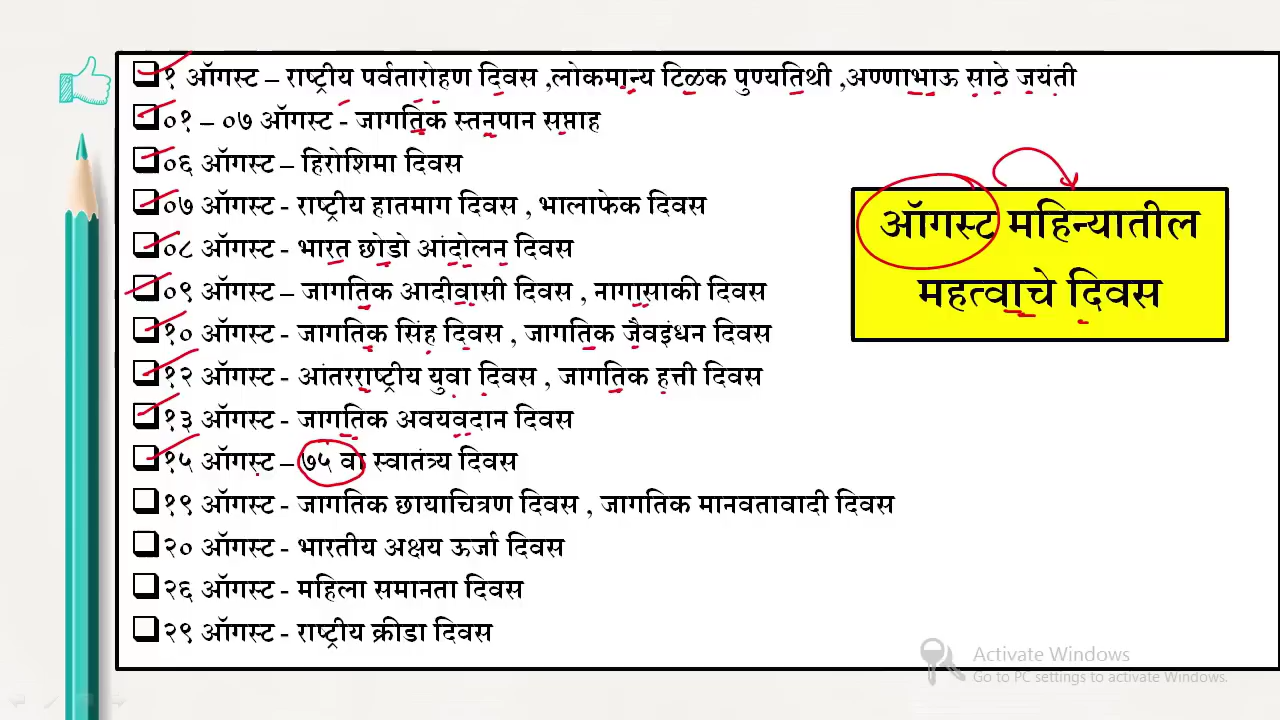 १ ऑगस्ट – राष्ट्रीय पर्वतारोहण दिवस ,लोकमान्य टिळक पुण्यतिथी ,अण्णाभाऊ साठे जयंती
०१ – ०७ ऑगस्ट - जागतिक स्तनपान सप्ताह
०६ ऑगस्ट – हिरोशिमा दिवस
०७ ऑगस्ट - राष्ट्रीय हातमाग दिवस , भालाफेक दिवस
०८ ऑगस्ट - भारत छोडो आंदोलन दिवस
०९ ऑगस्ट – जागतिक आदीवासी दिवस , नागासाकी दिवस
१० ऑगस्ट - जागतिक सिंह दिवस , जागतिक जैवइंधन दिवस
१२ ऑगस्ट - आंतरराष्ट्रीय युवा दिवस , जागतिक हत्ती दिवस
१३ ऑगस्ट - जागतिक अवयवदान दिवस
१५ ऑगस्ट – ७५ वा स्वातंत्र्य दिवस
१९ ऑगस्ट - जागतिक छायाचित्रण दिवस , जागतिक मानवतावादी दिवस
२० ऑगस्ट - भारतीय अक्षय ऊर्जा दिवस
२६ ऑगस्ट - महिला समानता दिवस
२९ ऑगस्ट - राष्ट्रीय क्रीडा दिवस
ऑगस्ट महिन्यातील
महत्वाचे दिवस
Activate Windows
Go to PC settings to activate Windows.